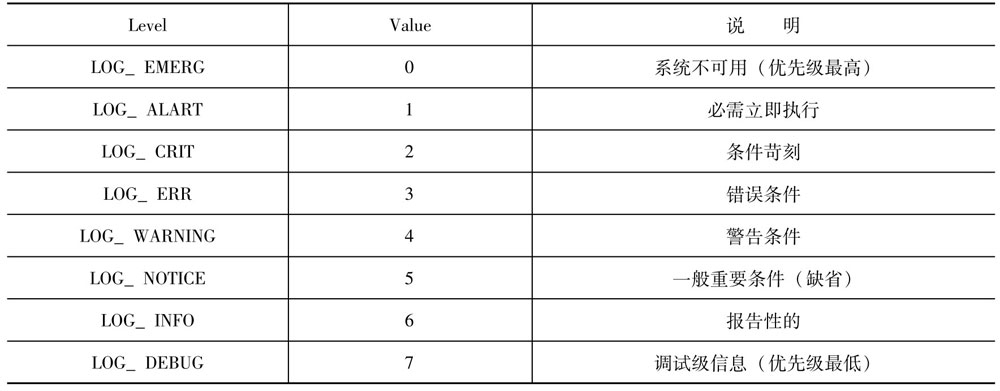 Level Value 说 明
LOG_ EMERG 0 系统不可用（优先级最高）
LOG_ ALART 1 必需立即执行
LOG_ CRIT 2 条件苛刻
LOG_ ERR 3 错误条件
LOG_ WARNING 4 警告条件
LOG_ NOTICE 5 一般重要条件（缺省）
LOG_ INFO 6 报告性的
LOG_ DEBUG 7 调试级信息（优先级最低）